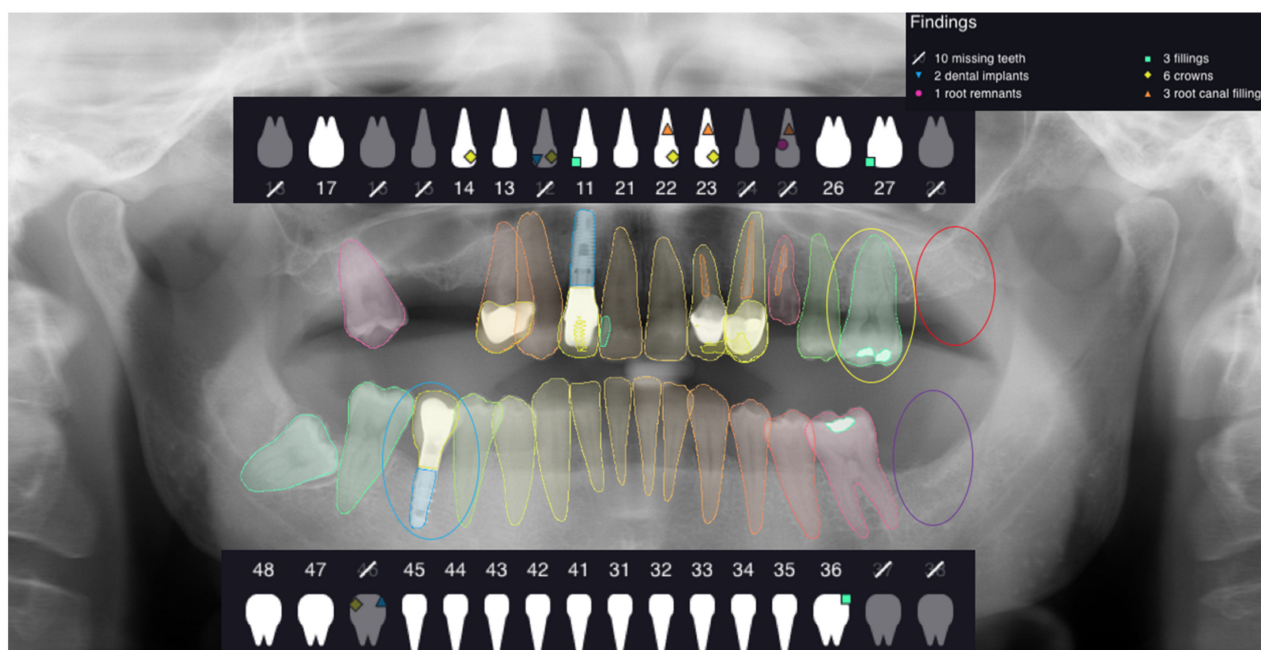 Findings
10 missing teeth
2 dental implants
1 root remnants
3 fillings
6 crowns
3 root canal filling
17 14 13 11 21 22 23 26 27
48 47 45 44 43 42 41 31 32 33 34 35 36